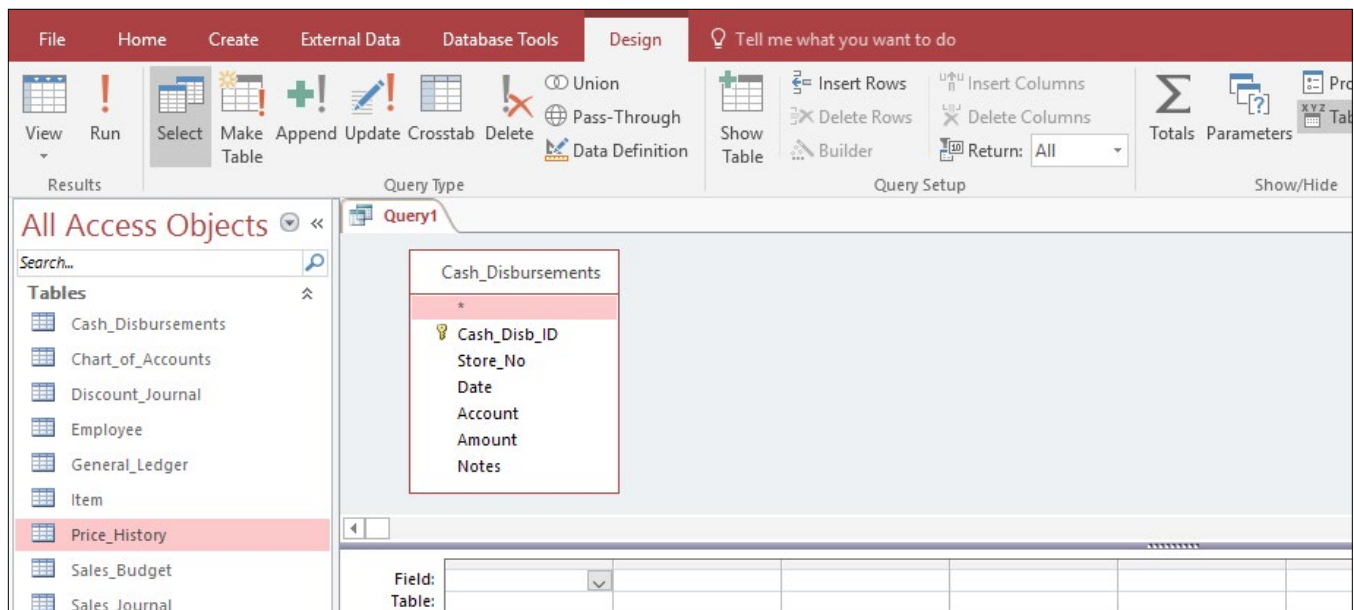 File Home Create External Data Database Tools Design Tell me what you want to do
View Run Select Make Table Append Update Crosstab Delete
Union
Pass-Through
Data Definition
Show Table
Insert Rows
Delete Rows
Builder
Insert Columns
Delete Columns
Return: All
Totals Parameters
XYZ
Results Query Type Query Setup Show/Hide
All Access Objects
Search...
Tables
Cash_Disbursements
Chart_of_Accounts
Discount_Journal
Employee
General_Ledger
Item
Price_History
Sales_Budget
Sales_Journal
Query1
Cash_Disbursements
*
Cash_Disb_ID
Store_No
Date
Account
Amount
Notes
Field:
Table: